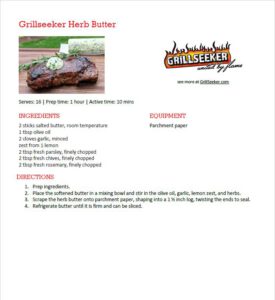 Grillseeker Herb Butter
GRILLSEEKER
united by flame
see more at GrillSeeker.com
Serves: 16 | Prep time: 1 hour | Active time: 10 mins
INGREDIENTS
2 sticks salted butter, room temperature
1 tbsp olive oil
2 cloves garlic, minced
zest from 1 lemon
2 tbsp fresh parsley, finely chopped
2 tbsp fresh chives, finely chopped
2 tbsp fresh rosemary, finely chopped
EQUIPMENT
Parchment paper
DIRECTIONS
1. Prep ingredients.
2. Place the softened butter in a mixing bowl and stir in the olive oil, garlic, lemon zest, and herbs.
3. Scrape the herb butter onto parchment paper, shaping into a 1 ½ inch log, twisting the ends to seal.
4. Refrigerate butter until it is firm and can be sliced.